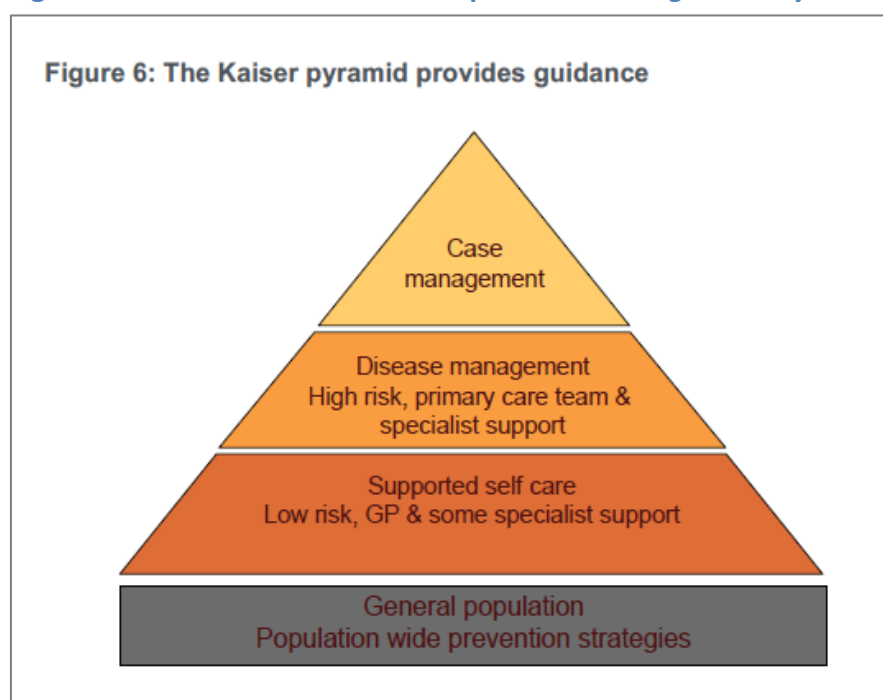 Figure 6: The Kaiser pyramid provides guidance
Case
management
Disease management
High risk, primary care team &
specialist support
Supported self care
Low risk, GP & some specialist support
General population
Population wide prevention strategies